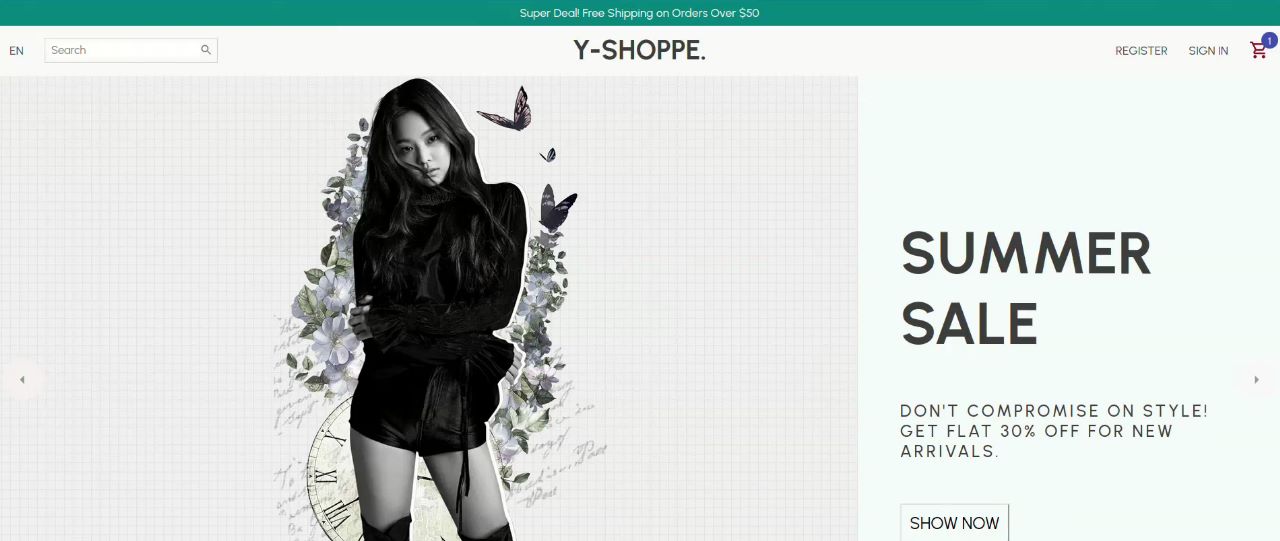 Super Deal! Free Shipping on Orders Over $50
EN
Search
Y-SHOPPE.
REGISTER
SIGN IN
1
SUMMER
SALE
DON'T COMPROMISE ON STYLE!
GET FLAT 30% OFF FOR NEW
ARRIVALS.
SHOW NOW
XI